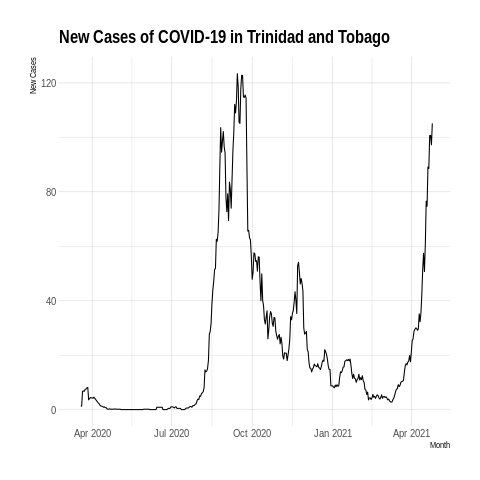 New Cases of COVID-19 in Trinidad and Tobago
New Cases
120
80
40
0
Apr 2020 Jul 2020 Oct 2020 Jan 2021 Apr 2021
Month